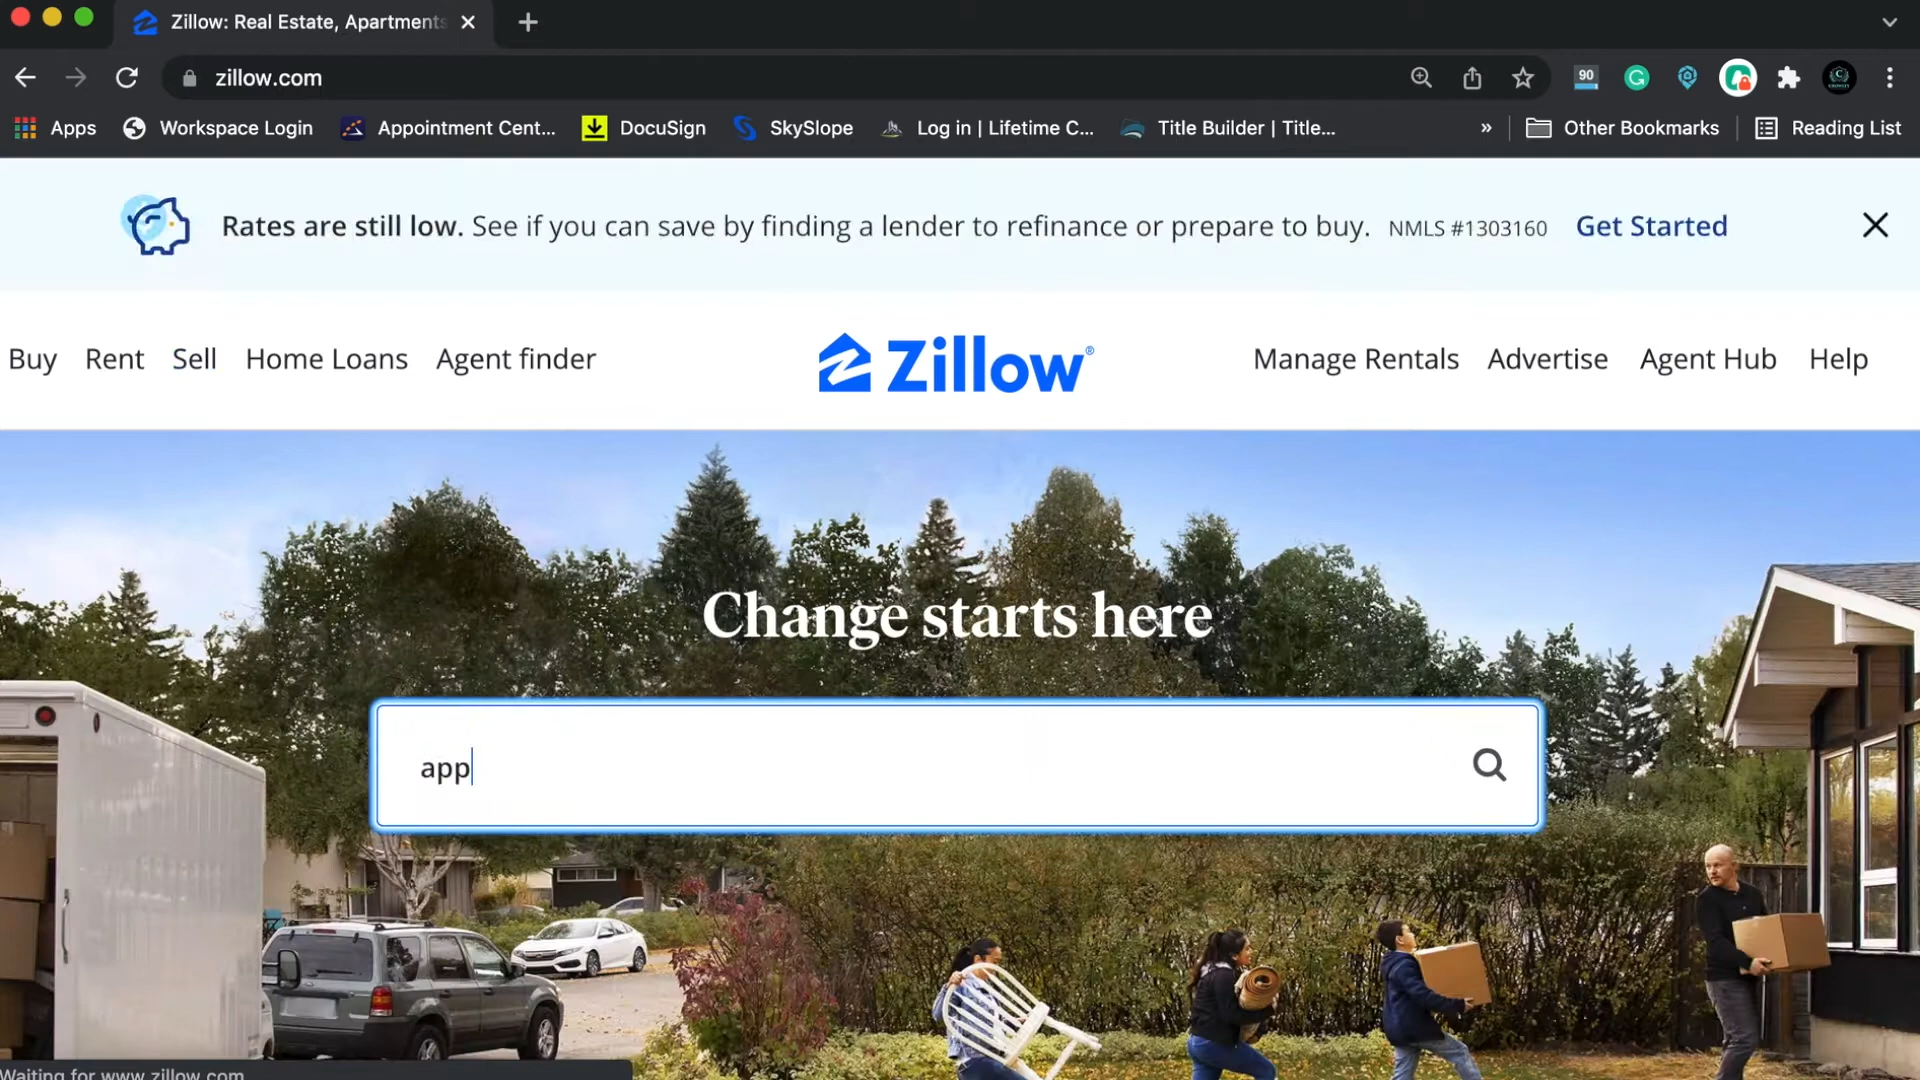 Zillow: Real Estate, Apartments
zillow.com
90
Apps
Workspace Login
Appointment Cent...
DocuSign
SkySlope
Log in | Lifetime C...
Title Builder | Title...
»
Other Bookmarks
Reading List
Rates are still low. See if you can save by finding a lender to refinance or prepare to buy. NMLS #1303160 Get Started
Buy Rent Sell Home Loans Agent finder
Zillow®
Manage Rentals Advertise Agent Hub Help
Change starts here
app
Waiting for www.zillow.com